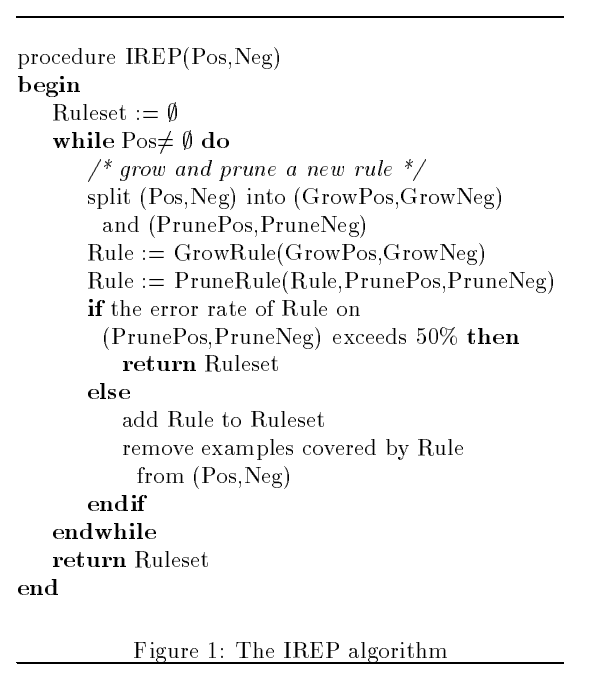 procedure IREP(Pos,Neg)
begin
Ruleset := ∅
while Pos≠ ∅ do
/* grow and prune a new rule */
split (Pos,Neg) into (GrowPos,GrowNeg)
and (PrunePos,PruneNeg)
Rule := GrowRule(GrowPos,GrowNeg)
Rule := PruneRule(Rule,PrunePos,PruneNeg)
if the error rate of Rule on
(PrunePos,PruneNeg) exceeds 50% then
return Ruleset
else
add Rule to Ruleset
remove examples covered by Rule
from (Pos,Neg)
endif
endwhile
return Ruleset
end
Figure 1: The IREP algorithm